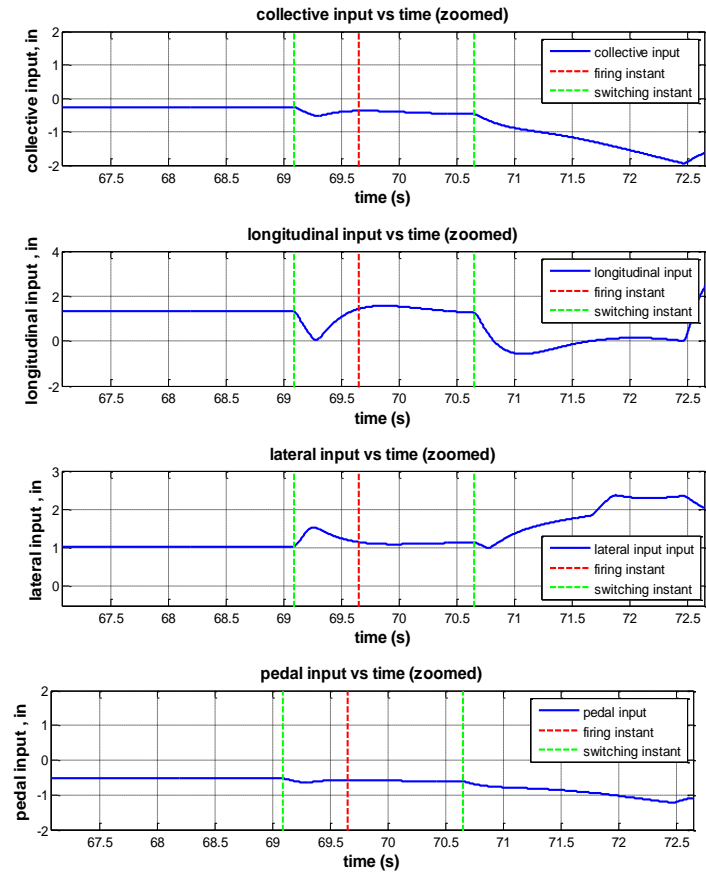 collective input vs time (zoomed)
collective input, in
2
1
0
-1
-2
collective input
firing instant
switching instant
67.5 68 68.5 69 69.5 70 70.5 71 71.5 72 72.5
time (s)
longitudinal input vs time (zoomed)
longitudinal input , in
4
2
0
-2
longitudinal input
firing instant
switching instant
67.5 68 68.5 69 69.5 70 70.5 71 71.5 72 72.5
time (s)
lateral input vs time (zoomed)
lateral input, in
3
2
1
0
lateral input input
firing instant
switching instant
67.5 68 68.5 69 69.5 70 70.5 71 71.5 72 72.5
time (s)
pedal input vs time (zoomed)
pedal input , in
2
1
0
-1
-2
pedal input
firing instant
switching instant
67.5 68 68.5 69 69.5 70 70.5 71 71.5 72 72.5
time (s)